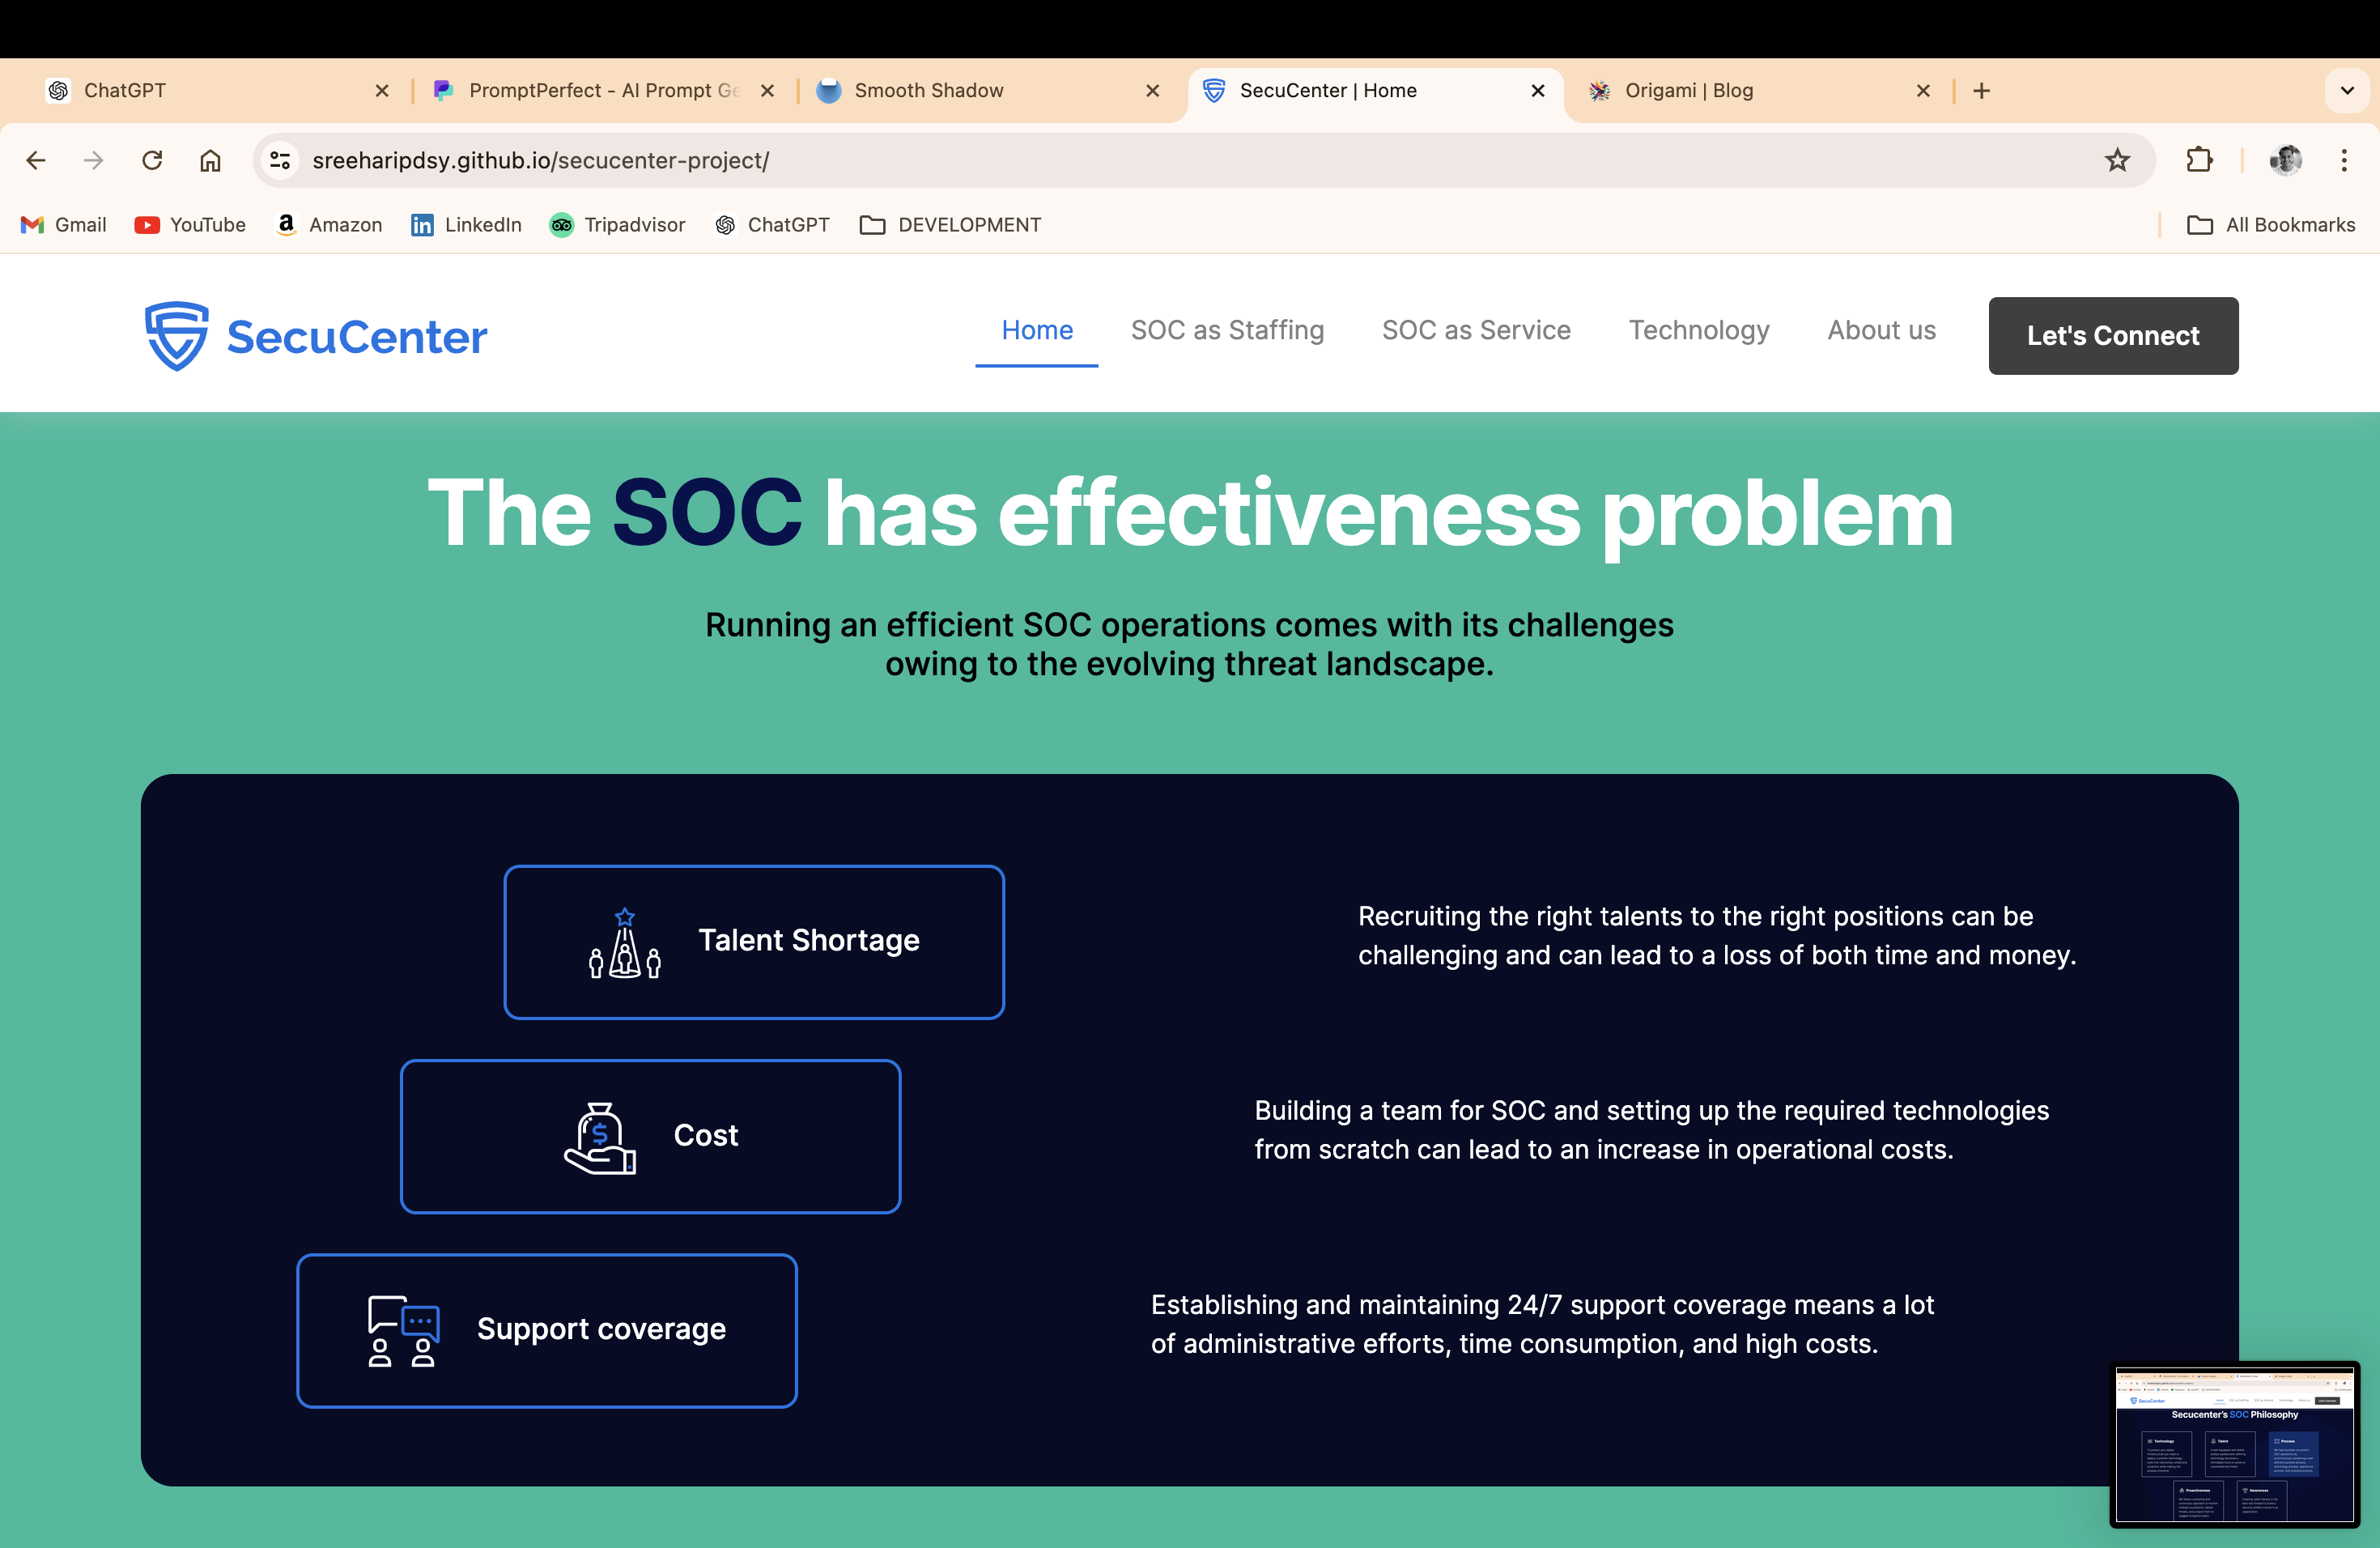 ChatGPT
PromptPerfect - AI Prompt Ge
Smooth Shadow
SecuCenter | Home
Origami | Blog
sreeharipdsy.github.io/secucenter-project/
Gmail
YouTube
Amazon
LinkedIn
Tripadvisor
ChatGPT
DEVELOPMENT
All Bookmarks
SecuCenter
Home
SOC as Staffing
SOC as Service
Technology
About us
Let's Connect
The SOC has effectiveness problem
Running an efficient SOC operations comes with its challenges
owing to the evolving threat landscape.
Talent Shortage
Recruiting the right talents to the right positions can be
challenging and can lead to a loss of both time and money.
Cost
Building a team for SOC and setting up the required technologies
from scratch can lead to an increase in operational costs.
Support coverage
Establishing and maintaining 24/7 support coverage means a lot
of administrative efforts, time consumption, and high costs.
SecuCenter
Secucenter's SOC Philosophy
Technology
Talent
Process
Proactiveness
Awareness